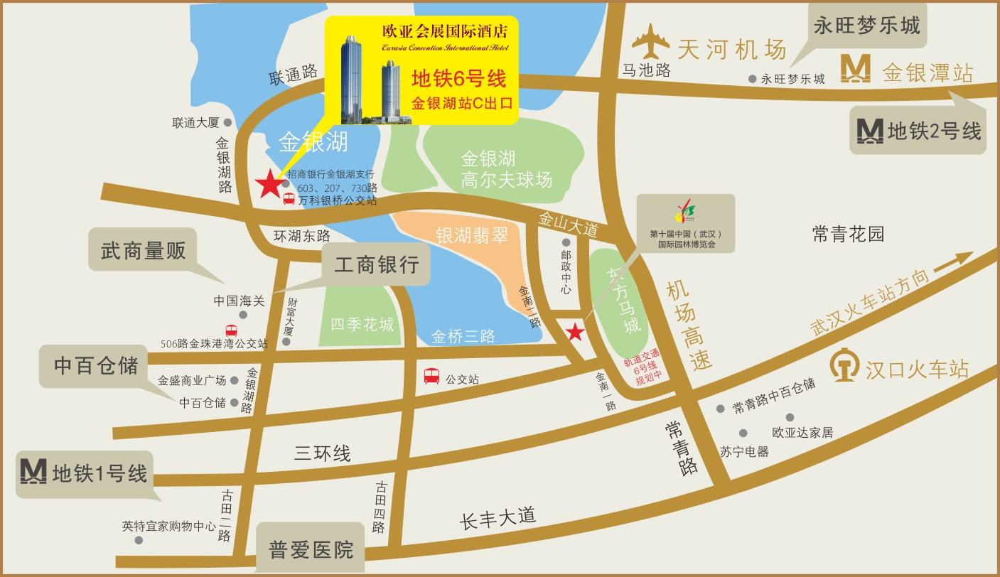 欧亚会展国际酒店
Eurasia Convention International Hotel
地铁6号线
金银湖站C出口
永旺梦乐城
天河机场
马池路
永旺梦乐城
金银潭站
地铁2号线
联通路
联通大厦
金银湖路
金银湖
招商银行金银湖支行
603、207、730路
万科银桥公交站
金银湖
高尔夫球场
金山大道
第十届中国（武汉）
国际园林博览会
常青花园
环湖东路
银湖翡翠
邮政中心
东方马城
武商量贩
工商银行
中国海关
财富大厦
506路金珠港湾公交站
四季花城
金桥三路
金南二路
机场高速
武汉火车站方向
中百仓储
金盛商业广场
中百仓储
金银湖路
公交站
轨道交通
6号线
规划中
金南一路
汉口火车站
常青路中百仓储
欧亚达家居
苏宁电器
常青路
三环线
地铁1号线
古田二路
古田四路
英特宜家购物中心
长丰大道
普爱医院